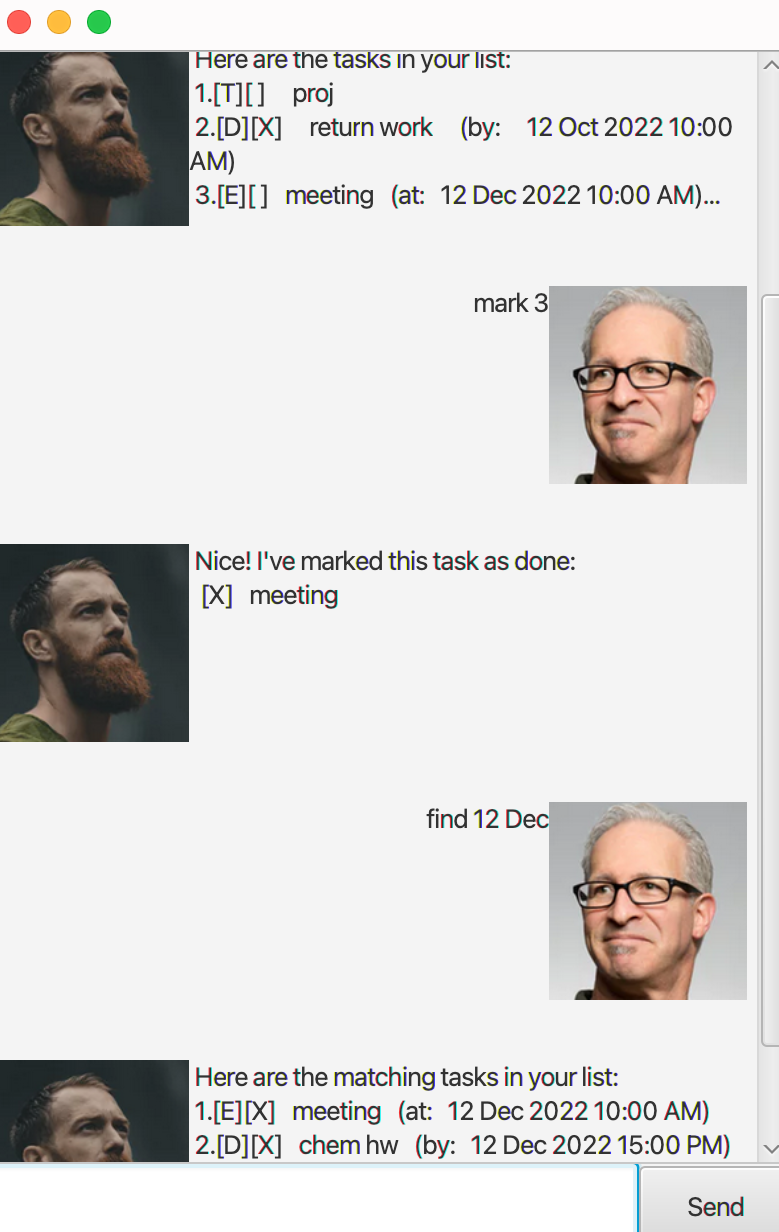 Here are the tasks in your list:
1.[T][ ] proj
2.[D][X] return work (by: 12 Oct 2022 10:00
AM)
3.[E][ ] meeting (at: 12 Dec 2022 10:00 AM)...
mark 3
Nice! I've marked this task as done:
[X] meeting
find 12 Dec
Here are the matching tasks in your list:
1.[E][X] meeting (at: 12 Dec 2022 10:00 AM)
2.[D][X] chem hw (by: 12 Dec 2022 15:00 PM)
Send